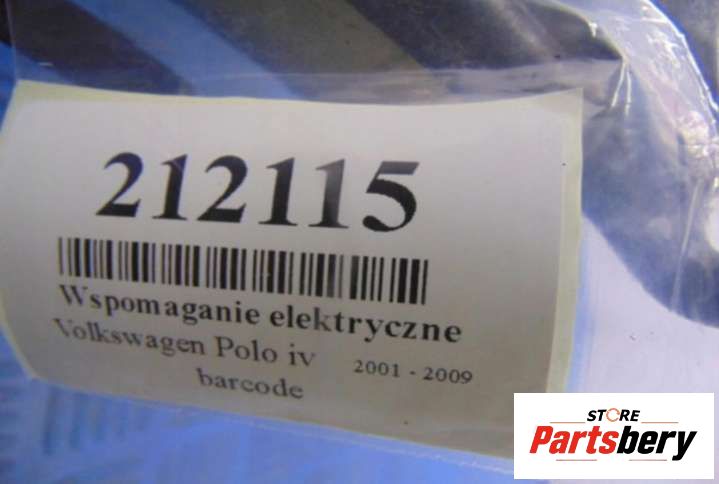 212115
Wspomaganie elektryczne
Volkswagen Polo iv 2001 - 2009
barcode
STORE
Partsbery